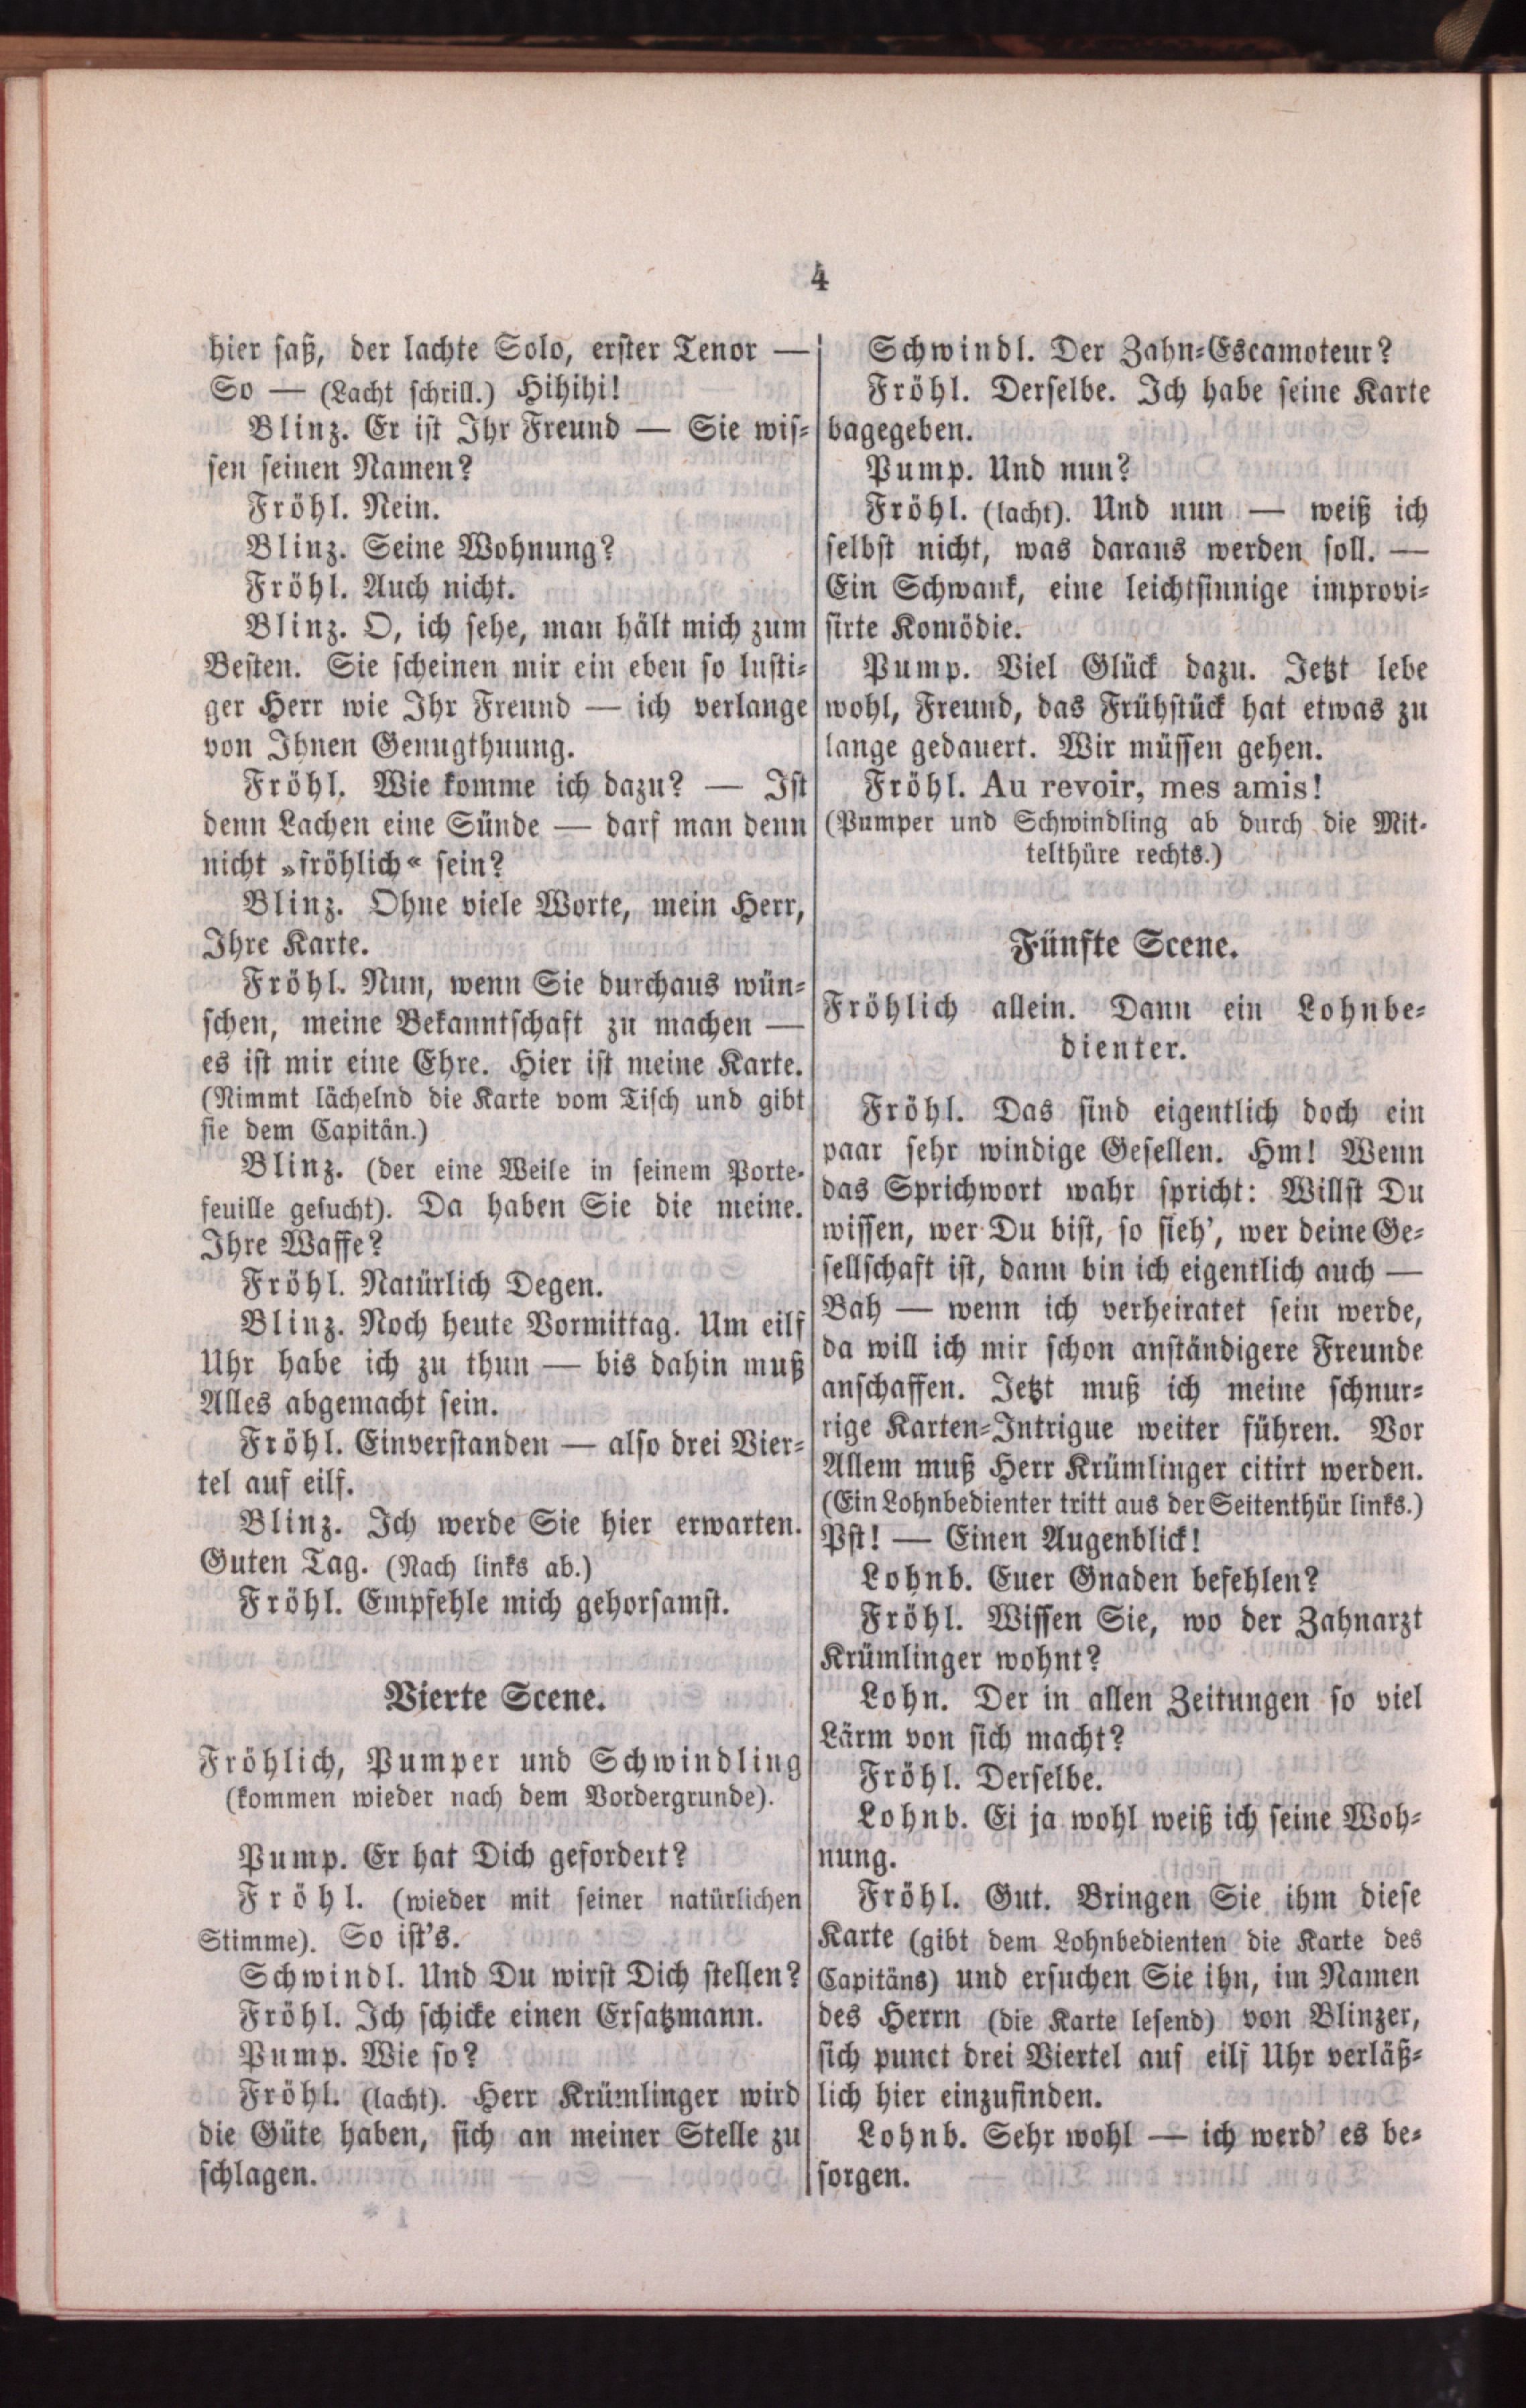 4
hier saß, der lachte Solo, erster Tenor —
So — (Lacht schrill.) Hihihi!
Blinz. Er ist Ihr Freund — Sie wis-
sen seinen Namen?
Fröhl. Nein.
Blinz. Seine Wohnung?
Fröhl. Auch nicht.
Blinz. O, ich sehe, man hält mich zum
Besten. Sie scheinen mir ein eben so lusti-
ger Herr wie Ihr Freund — ich verlange
von Ihnen Genugthuung.
Fröhl. Wie komme ich dazu? — Ist
denn Lachen eine Sünde — darf man denn
nicht »fröhlich« sein?
Blinz. Ohne viele Worte, mein Herr,
Ihre Karte.
Fröhl. Nun, wenn Sie durchaus wün-
schen, meine Bekanntschaft zu machen —
es ist mir eine Ehre. Hier ist meine Karte.
(Nimmt lächelnd die Karte vom Tisch und gibt
sie dem Capitän.)
Blinz. (der eine Weile in seinem Porte-
feuille gesucht). Da haben Sie die meine.
Ihre Waffe?
Fröhl. Natürlich Degen.
Blinz. Noch heute Vormittag. Um eilf
Uhr habe ich zu thun — bis dahin muß
Alles abgemacht sein.
Fröhl. Einverstanden — also drei Vier-
tel auf eilf.
Blinz. Ich werde Sie hier erwarten.
Guten Tag. (Nach links ab.)
Fröhl. Empfehle mich gehorsamst.
Vierte Scene.
Fröhlich, Pumper und Schwindling
(kommen wieder nach dem Vordergrunde).
Pump. Er hat Dich gefordert?
Fröhl. (wieder mit seiner natürlichen
Stimme). So ist's.
Schwindl. Und Du wirst Dich stellen?
Fröhl. Ich schicke einen Ersatzmann.
Pump. Wie so?
Fröhl. (lacht). Herr Krümlinger wird
die Güte haben, sich an meiner Stelle zu
schlagen.
Schwindl. Der Zahn-Escamoteur?
Fröhl. Derselbe. Ich habe seine Karte
bagegeben.
Pump. Und nun?
Fröhl. (lacht). Und nun — weiß ich
selbst nicht, was daraus werden soll. —
Ein Schwank, eine leichtsinnige improvi-
sirte Komödie.
Pump. Viel Glück dazu. Jetzt lebe
wohl, Freund, das Frühstück hat etwas zu
lange gedauert. Wir müssen gehen.
Fröhl. Au revoir, mes amis!
(Pumper und Schwindling ab durch die Mit-
telthüre rechts.)
Fünfte Scene.
Fröhlich allein. Dann ein Lohnbe-
dienter.
Fröhl. Das sind eigentlich doch ein
paar sehr windige Gesellen. Hm! Wenn
das Sprichwort wahr spricht: Willst Du
wissen, wer Du bist, so sieh', wer deine Ge-
sellschaft ist, dann bin ich eigentlich auch —
Bah — wenn ich verheiratet sein werde,
da will ich mir schon anständigere Freunde
anschaffen. Jetzt muß ich meine schnur-
rige Karten-Intrigue weiter führen. Vor
Allem muß Herr Krümlinger citirt werden.
(Ein Lohnbedienter tritt aus der Seitenthür links.)
Pst! — Einen Augenblick!
Lohnb. Euer Gnaden befehlen?
Fröhl. Wissen Sie, wo der Zahnarzt
Krümlinger wohnt?
Lohn. Der in allen Zeitungen so viel
Lärm von sich macht?
Fröhl. Derselbe.
Lohnb. Ei ja wohl weiß ich seine Woh-
nung.
Fröhl. Gut. Bringen Sie ihm diese
Karte (gibt dem Lohnbedienten die Karte des
Capitäns) und ersuchen Sie ihn, im Namen
des Herrn (die Karte lesend) von Blinzer,
sich punct drei Viertel auf eilf Uhr verläß-
lich hier einzufinden.
Lohnb. Sehr wohl — ich werd' es be-
sorgen.